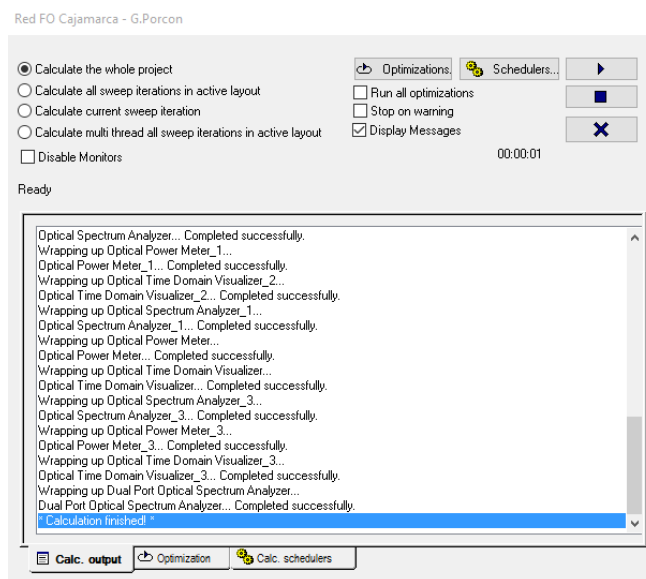 Red FO Cajamarca - G.Porcon
Calculate the whole project
Optimizations.
Schedulers...
Calculate all sweep iterations in active layout
Run all optimizations
Calculate current sweep iteration
Stop on warning
Calculate multi thread all sweep iterations in active layout
Display Messages
Disable Monitors
00:00:01
Ready
Optical Spectrum Analyzer... Completed successfully.
Wrapping up Optical Power Meter_1...
Optical Power Meter_1... Completed successfully.
Wrapping up Optical Time Domain Visualizer_2...
Optical Time Domain Visualizer_2... Completed successfully.
Wrapping up Optical Spectrum Analyzer_1...
Optical Spectrum Analyzer_1... Completed successfully.
Wrapping up Optical Power Meter...
Optical Power Meter... Completed successfully.
Wrapping up Optical Time Domain Visualizer...
Optical Time Domain Visualizer... Completed successfully.
Wrapping up Optical Spectrum Analyzer_3...
Optical Spectrum Analyzer_3... Completed successfully.
Wrapping up Optical Power Meter_3...
Optical Power Meter_3... Completed successfully.
Wrapping up Optical Time Domain Visualizer_3...
Optical Time Domain Visualizer_3... Completed successfully.
Wrapping up Dual Port Optical Spectrum Analyzer...
Dual Port Optical Spectrum Analyzer... Completed successfully.
* Calculation finished! *
Calc. output
Optimization
Calc. schedulers